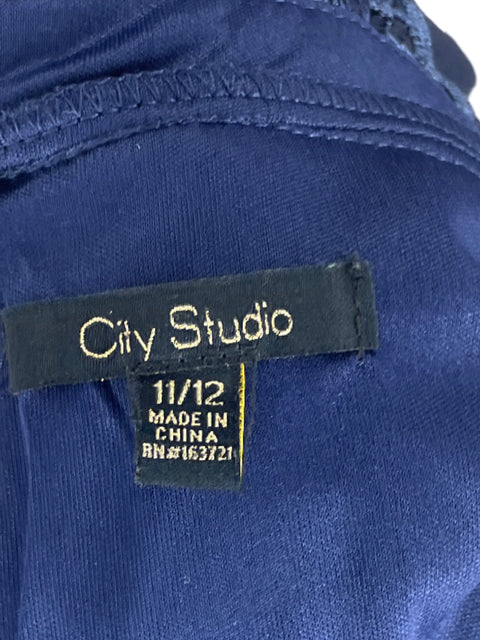 City Studio
11/12
MADE IN
CHINA
RN#163721